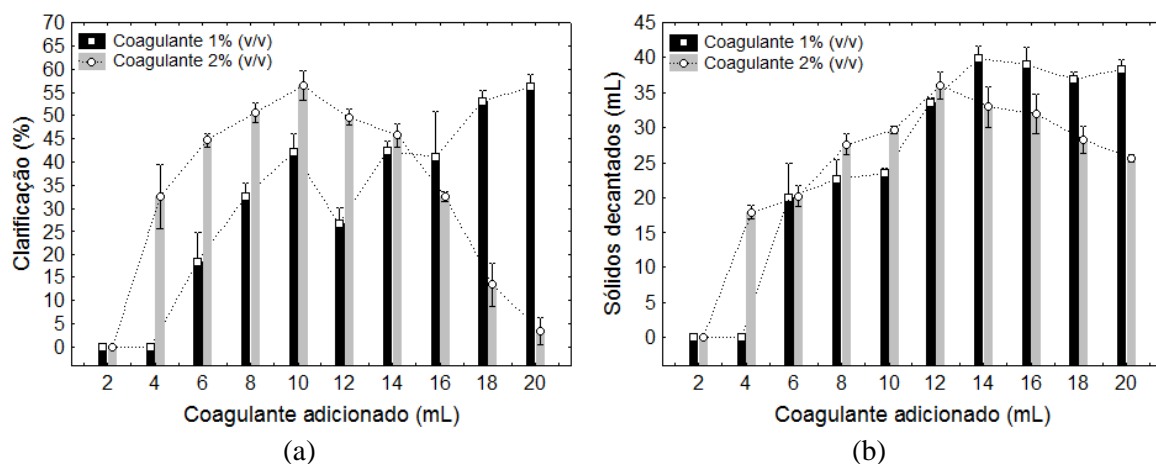 Coagulante 1% (v/v)
Coagulante 2% (v/v)
Clarificação (%)
70
65
60
55
50
45
40
35
30
25
20
15
10
5
0
2 4 6 8 10 12 14 16 18 20
Coagulante adicionado (mL)
(a)
Coagulante 1% (v/v)
Coagulante 2% (v/v)
Sólidos decantados (mL)
45
40
35
30
25
20
15
10
5
0
2 4 6 8 10 12 14 16 18 20
Coagulante adicionado (mL)
(b)